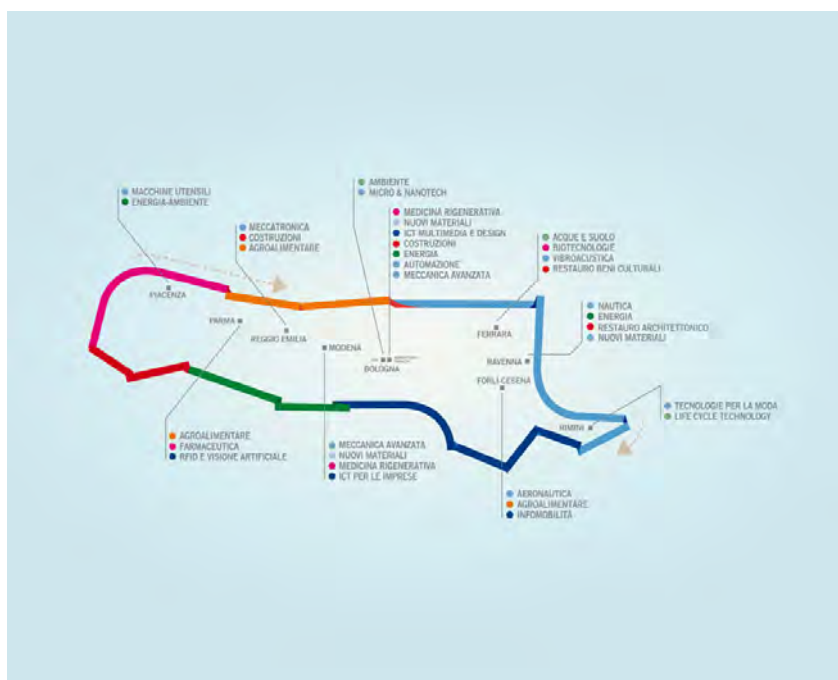 AMBIENTE
MICRO & NANOTECH
MACCHINE UTENSILI
ENERGIA-AMBIENTE
MEDICINA RIGENERATIVA
NUOVI MATERIALI
ICT MULTIMEDIA E DESIGN
COSTRUZIONI
ENERGIA
AUTOMAZIONE
MECCANICA AVANZATA
MECCATRONICA
COSTRUZIONI
AGROALIMENTARE
ACQUE E SUOLO
BIOTECNOLOGIE
VIBROACUSTICA
RESTAURO BENI CULTURALI
PIACENZA
NAUTICA
ENERGIA
RESTAURO ARCHITETTONICO
NUOVI MATERIALI
PARMA
REGGIO EMILIA
FERRARA
MODENA
BOLOGNA
RAVENNA
FORLÌ-CESENA
TECNOLOGIE PER LA MODA
LIFE CYCLE TECHNOLOGY
RIMINI
AGROALIMENTARE
FARMACEUTICA
RFID E VISIONE ARTIFICIALE
MECCANICA AVANZATA
NUOVI MATERIALI
MEDICINA RIGENERATIVA
ICT PER LE IMPRESE
AERONAUTICA
AGROALIMENTARE
INFOMOBILITÀ